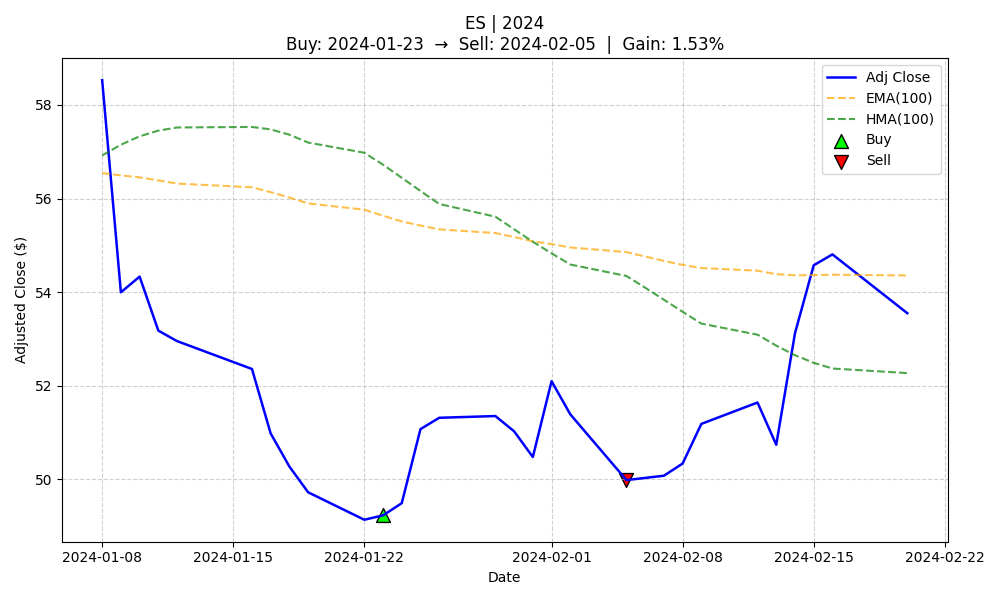 ES | 2024
Buy: 2024-01-23 → Sell: 2024-02-05 | Gain: 1.53%
Adj Close
EMA(100)
HMA(100)
Buy
Sell
Adjusted Close ($)
58
56
54
52
50
2024-01-08
2024-01-15
2024-01-22
2024-02-01
2024-02-08
2024-02-15
2024-02-22
Date